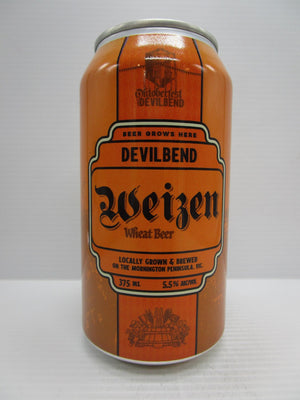 Oktoberfest
DEVILBEND
BEER GROWS HERE
DEVILBEND
Weizen
Wheat Beer
LOCALLY GROWN & BREWED
ON THE MORNINGTON PENINSULA, VIC.
375 MLS
5.5% ALC/VOL